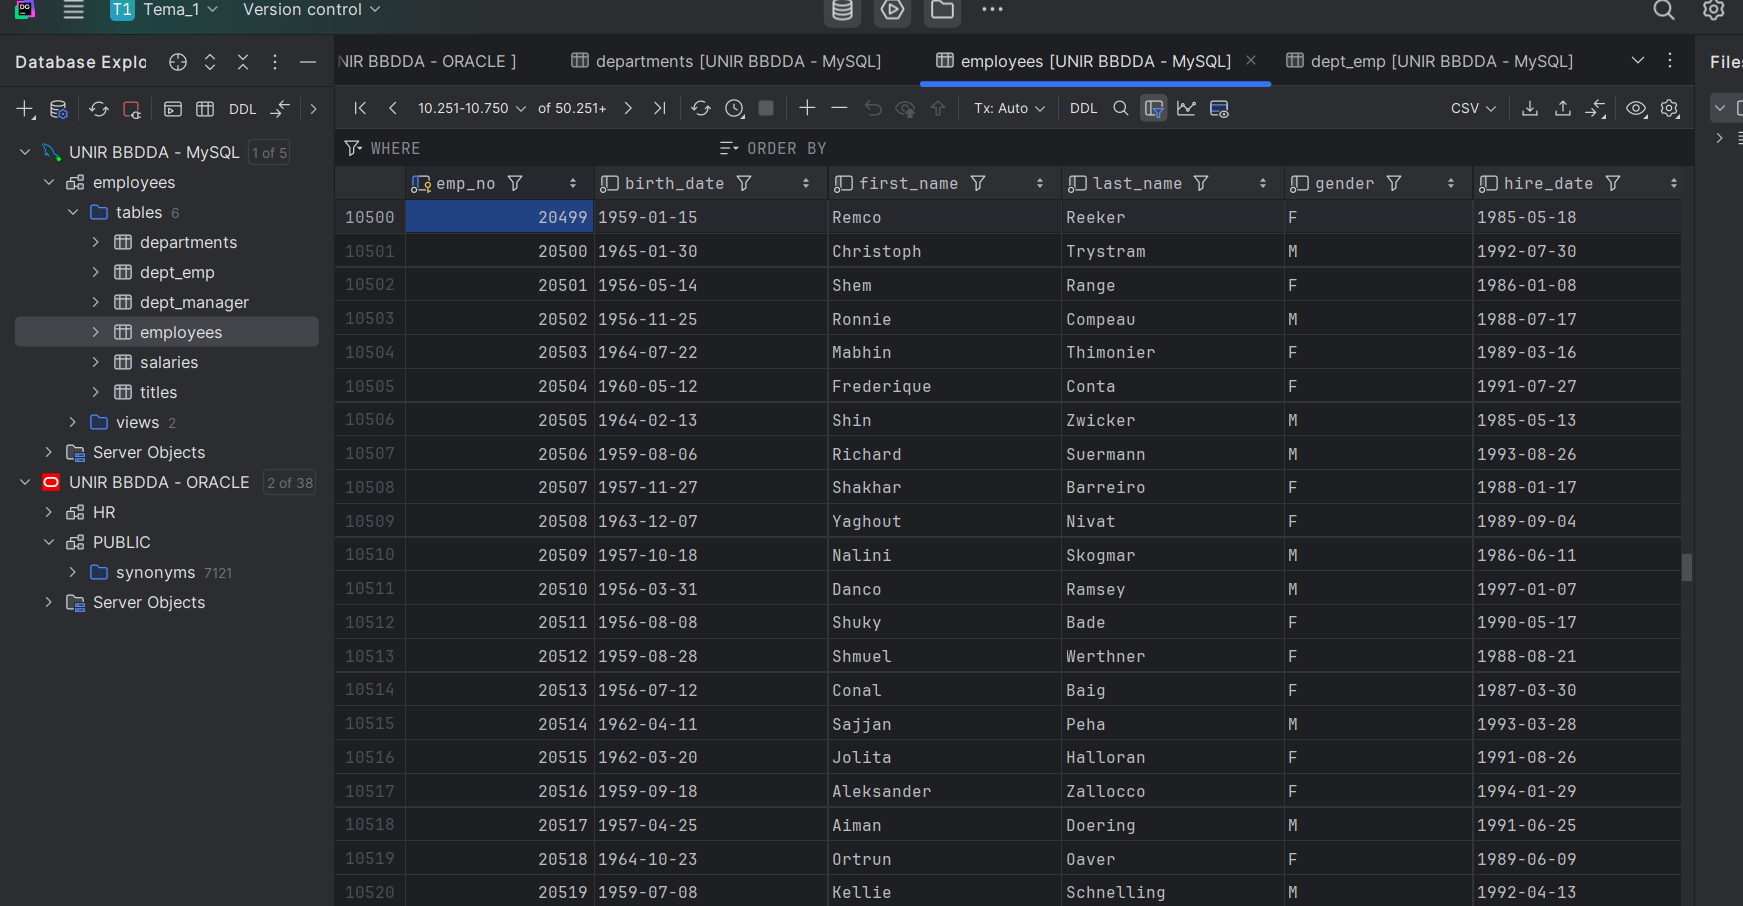 T1 Tema_1 Version control
Database Explo
NIR BBDDA - ORACLE ] departments [UNIR BBDDA - MySQL] employees [UNIR BBDDA - MySQL] dept_emp [UNIR BBDDA - MySQL]
Files
DDL
10.251-10.750 of 50.251+ Tx: Auto DDL CSV
WHERE ORDER BY
UNIR BBDDA - MySQL 1 of 5
employees
tables 6
departments
dept_emp
dept_manager
employees
salaries
titles
views 2
Server Objects
UNIR BBDDA - ORACLE 2 of 38
HR
PUBLIC
synonyms 7121
Server Objects
emp_no birth_date first_name last_name gender hire_date
10500 20499 1959-01-15 Remco Reeker F 1985-05-18
10501 20500 1965-01-30 Christoph Trystram M 1992-07-30
10502 20501 1956-05-14 Shem Range F 1986-01-08
10503 20502 1956-11-25 Ronnie Compeau M 1988-07-17
10504 20503 1964-07-22 Mabhin Thimonier F 1989-03-16
10505 20504 1960-05-12 Frederique Conta F 1991-07-27
10506 20505 1964-02-13 Shin Zwicker M 1985-05-13
10507 20506 1959-08-06 Richard Suermann M 1993-08-26
10508 20507 1957-11-27 Shakhar Barreiro F 1988-01-17
10509 20508 1963-12-07 Yaghout Nivat F 1989-09-04
10510 20509 1957-10-18 Nalini Skogmar M 1986-06-11
10511 20510 1956-03-31 Danco Ramsey M 1997-01-07
10512 20511 1956-08-08 Shuky Bade F 1990-05-17
10513 20512 1959-08-28 Shmuel Werthner F 1988-08-21
10514 20513 1956-07-12 Conal Baig F 1987-03-30
10515 20514 1962-04-11 Sajjan Peha M 1993-03-28
10516 20515 1962-03-20 Jolita Halloran F 1991-08-26
10517 20516 1959-09-18 Aleksander Zallocco F 1994-01-29
10518 20517 1957-04-25 Aiman Doering M 1991-06-25
10519 20518 1964-10-23 Ortrun Oaver F 1989-06-09
10520 20519 1959-07-08 Kellie Schnelling M 1992-04-13